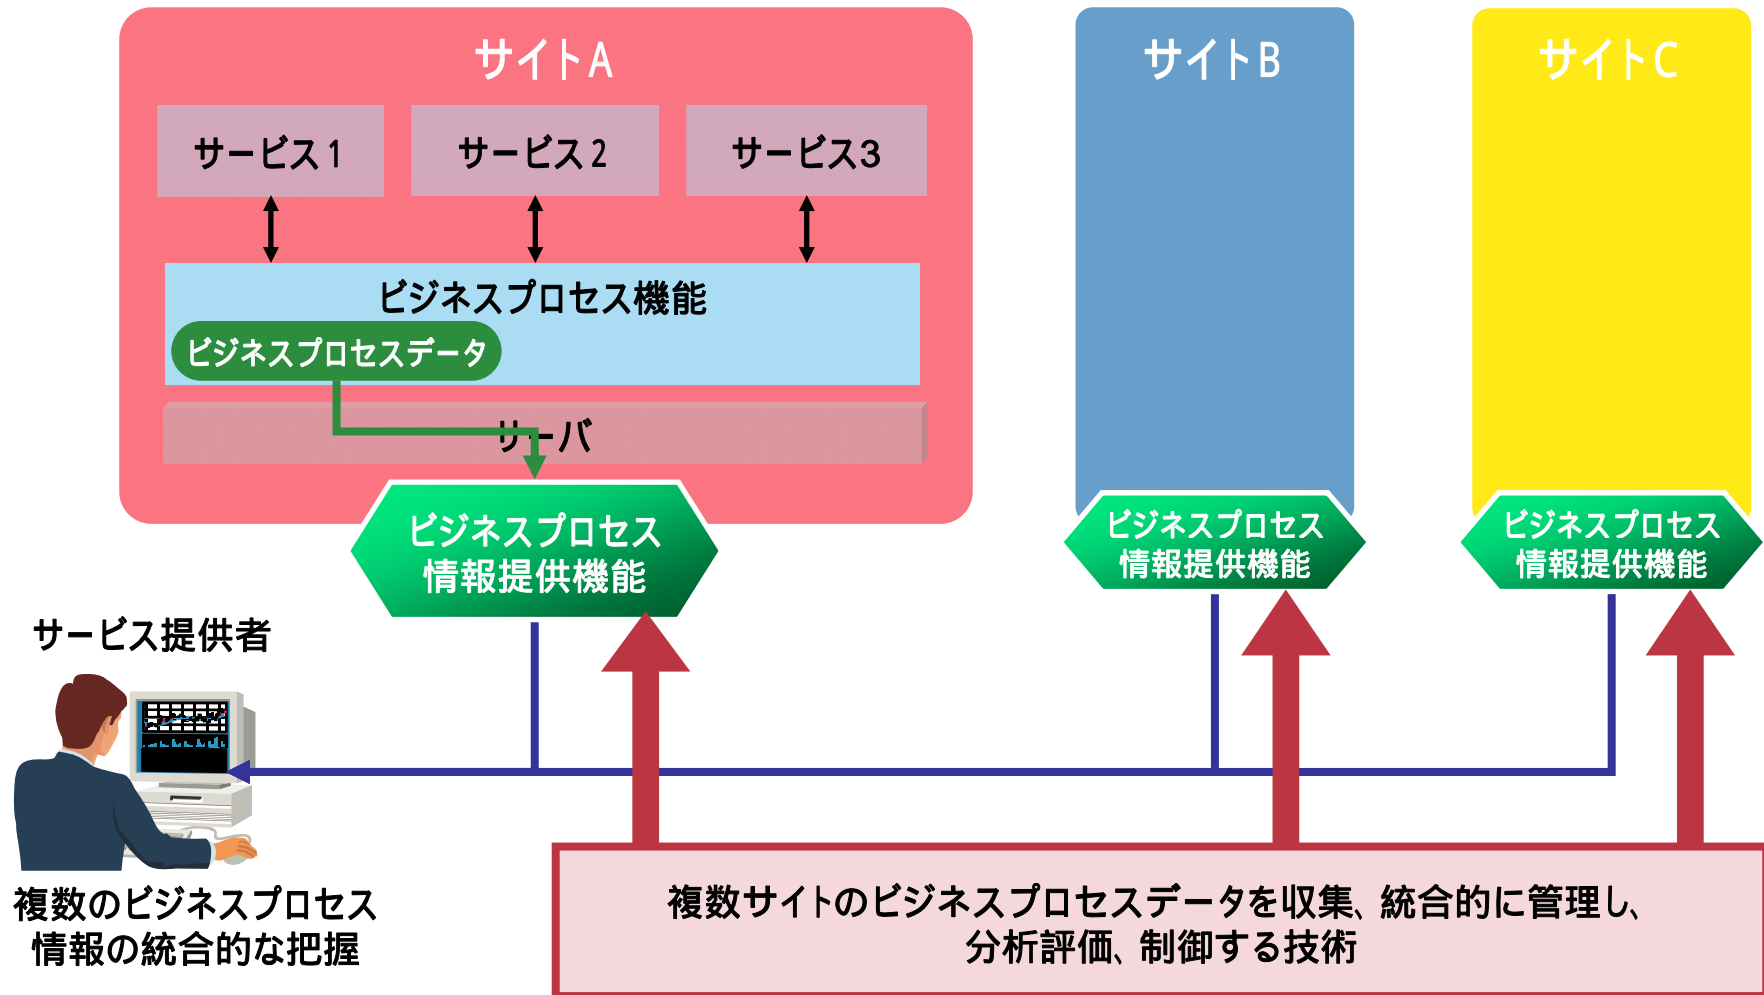 サイトA
サイトB
サイトC
サービス1
サービス2
サービス3
ビジネスプロセス機能
ビジネスプロセスデータ
サーバ
ビジネスプロセス
情報提供機能
ビジネスプロセス
情報提供機能
ビジネスプロセス
情報提供機能
サービス提供者
複数のビジネスプロセス
情報の統合的な把握
複数サイトのビジネスプロセスデータを収集、統合的に管理し、
分析評価、制御する技術